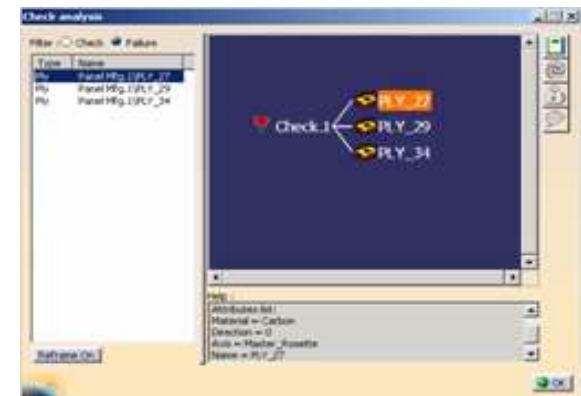 Check analysis
Filter : Check Failure
Type Name
Ply Panel Mfg.1\PLY_27
Ply Panel Mfg.1\PLY_29
Ply Panel Mfg.1\PLY_34
Check.1
PLY_27
PLY_29
PLY_34
Help :
Attributes list:
Material = Carbon
Direction = 0
Axis = Master_Rosette
Name = PLY_27
Reframe On
OK